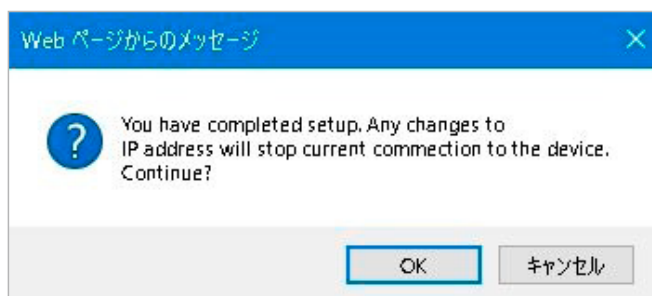 Web ページからのメッセージ
You have completed setup. Any changes to
IP address will stop current commection to the device.
Continue?
OK
キャンセル